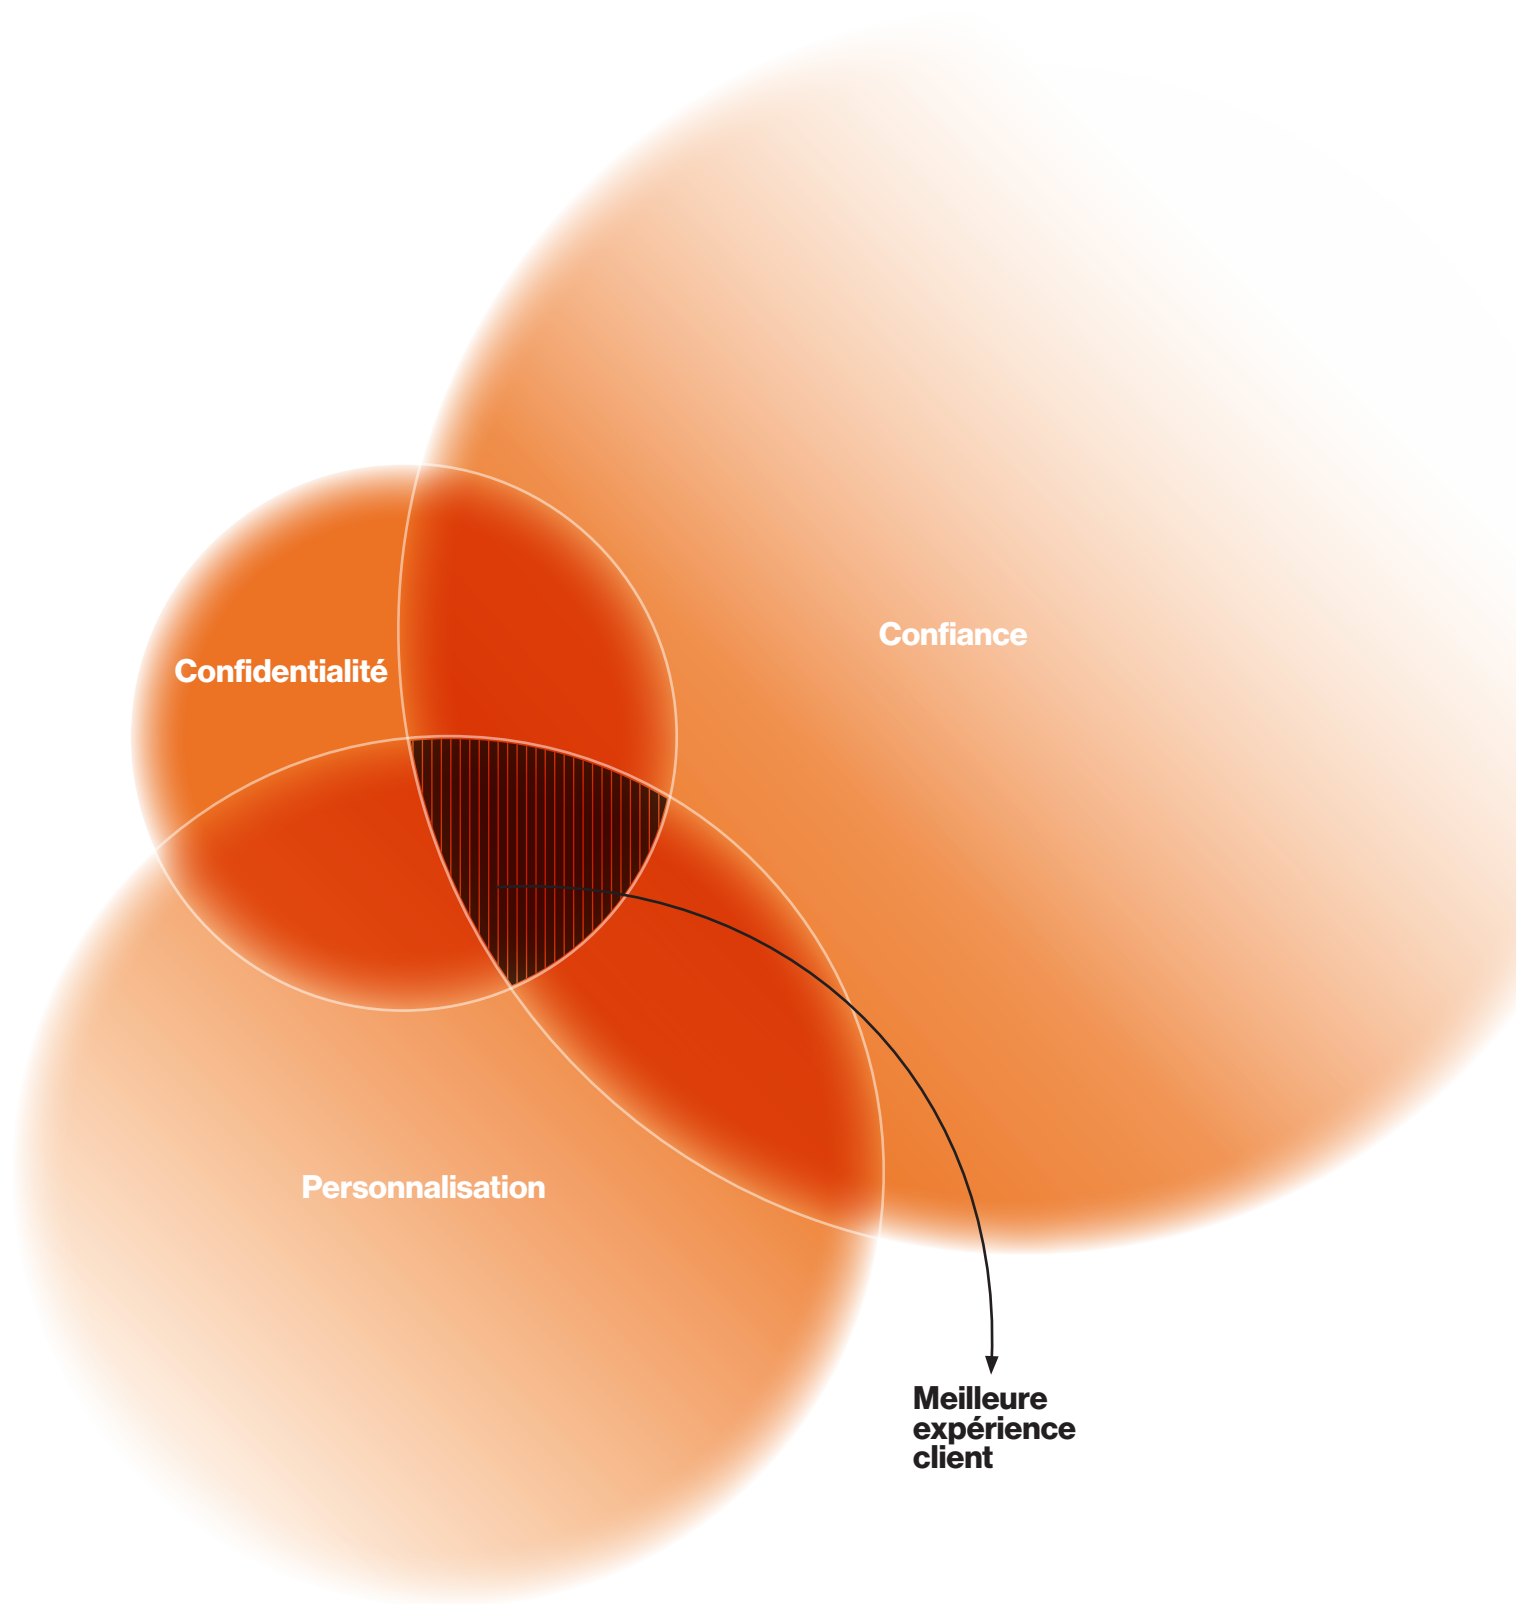 Confiance
Confidentialité
Personnalisation
Meilleure
expérience
client